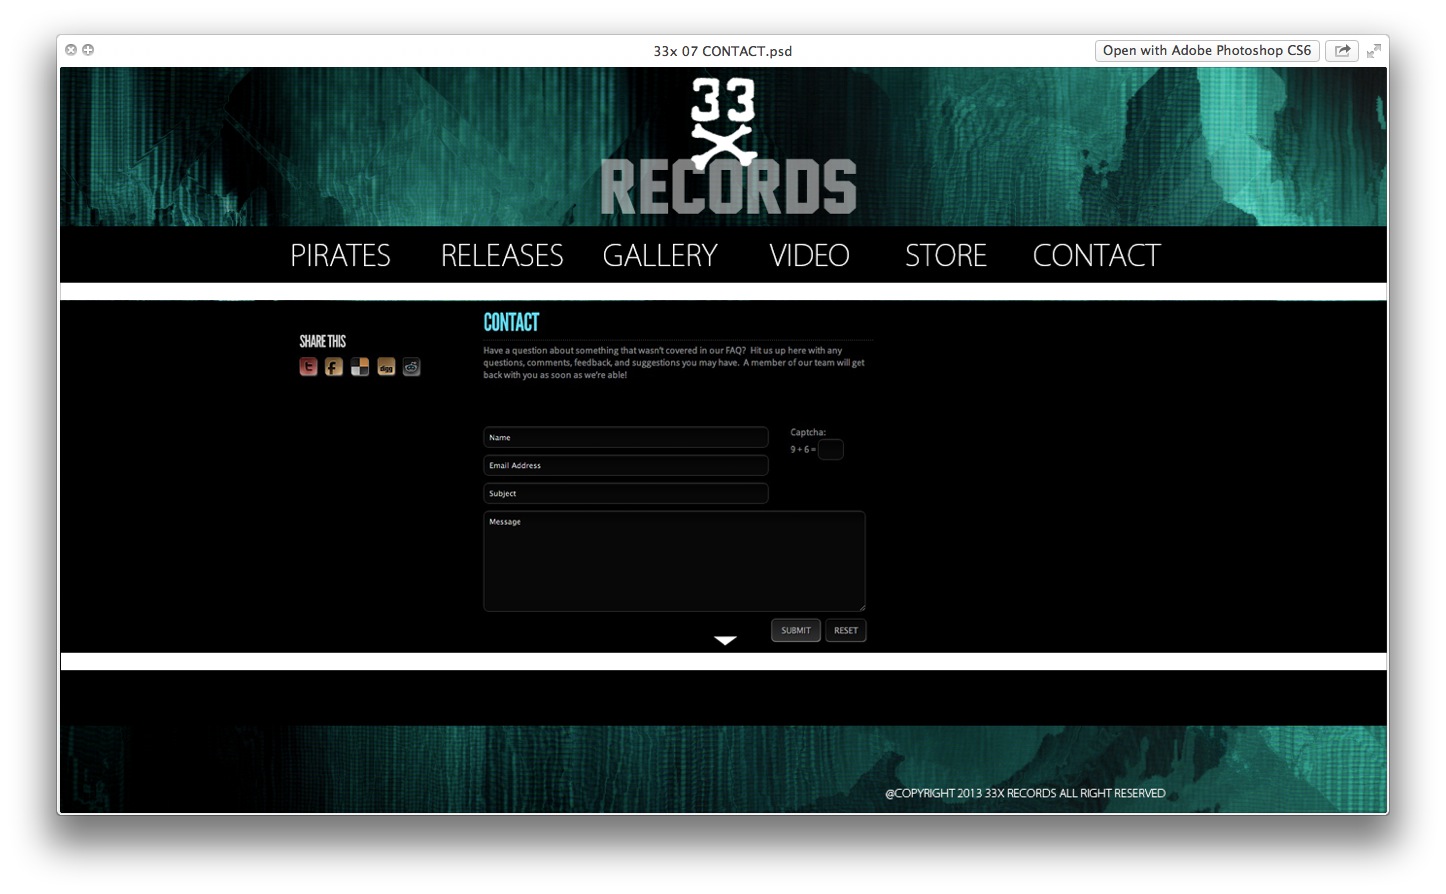 33x 07 CONTACT.psd
Open with Adobe Photoshop CS6
33
RECORDS
PIRATES RELEASES GALLERY VIDEO STORE CONTACT
CONTACT
SHARE THIS
Have a question about something that wasn't covered in our FAQ? Hit us up here with any
questions, comments, feedback, and suggestions you may have. A member of our team will get
back with you as soon as we're able!
t f digg
Name
Captcha:
9 + 6 =
Email Address
Subject
Message
SUBMIT RESET
@COPYRIGHT 2013 33X RECORDS ALL RIGHT RESERVED